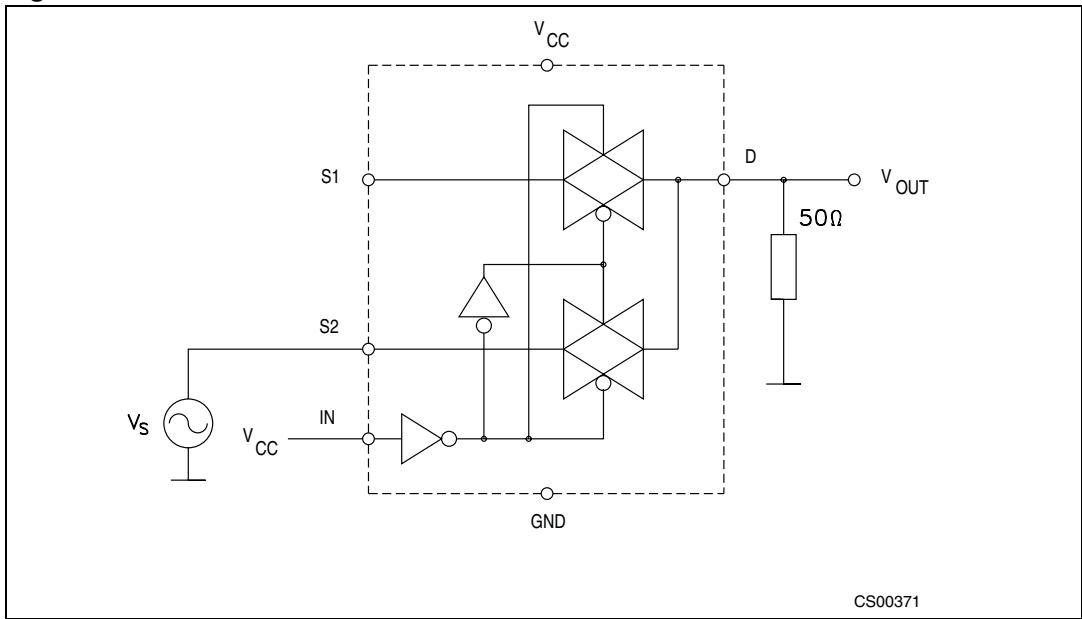 V CC
D
S1
V OUT
50Ω
S2
IN
V S
V CC
GND
CS00371